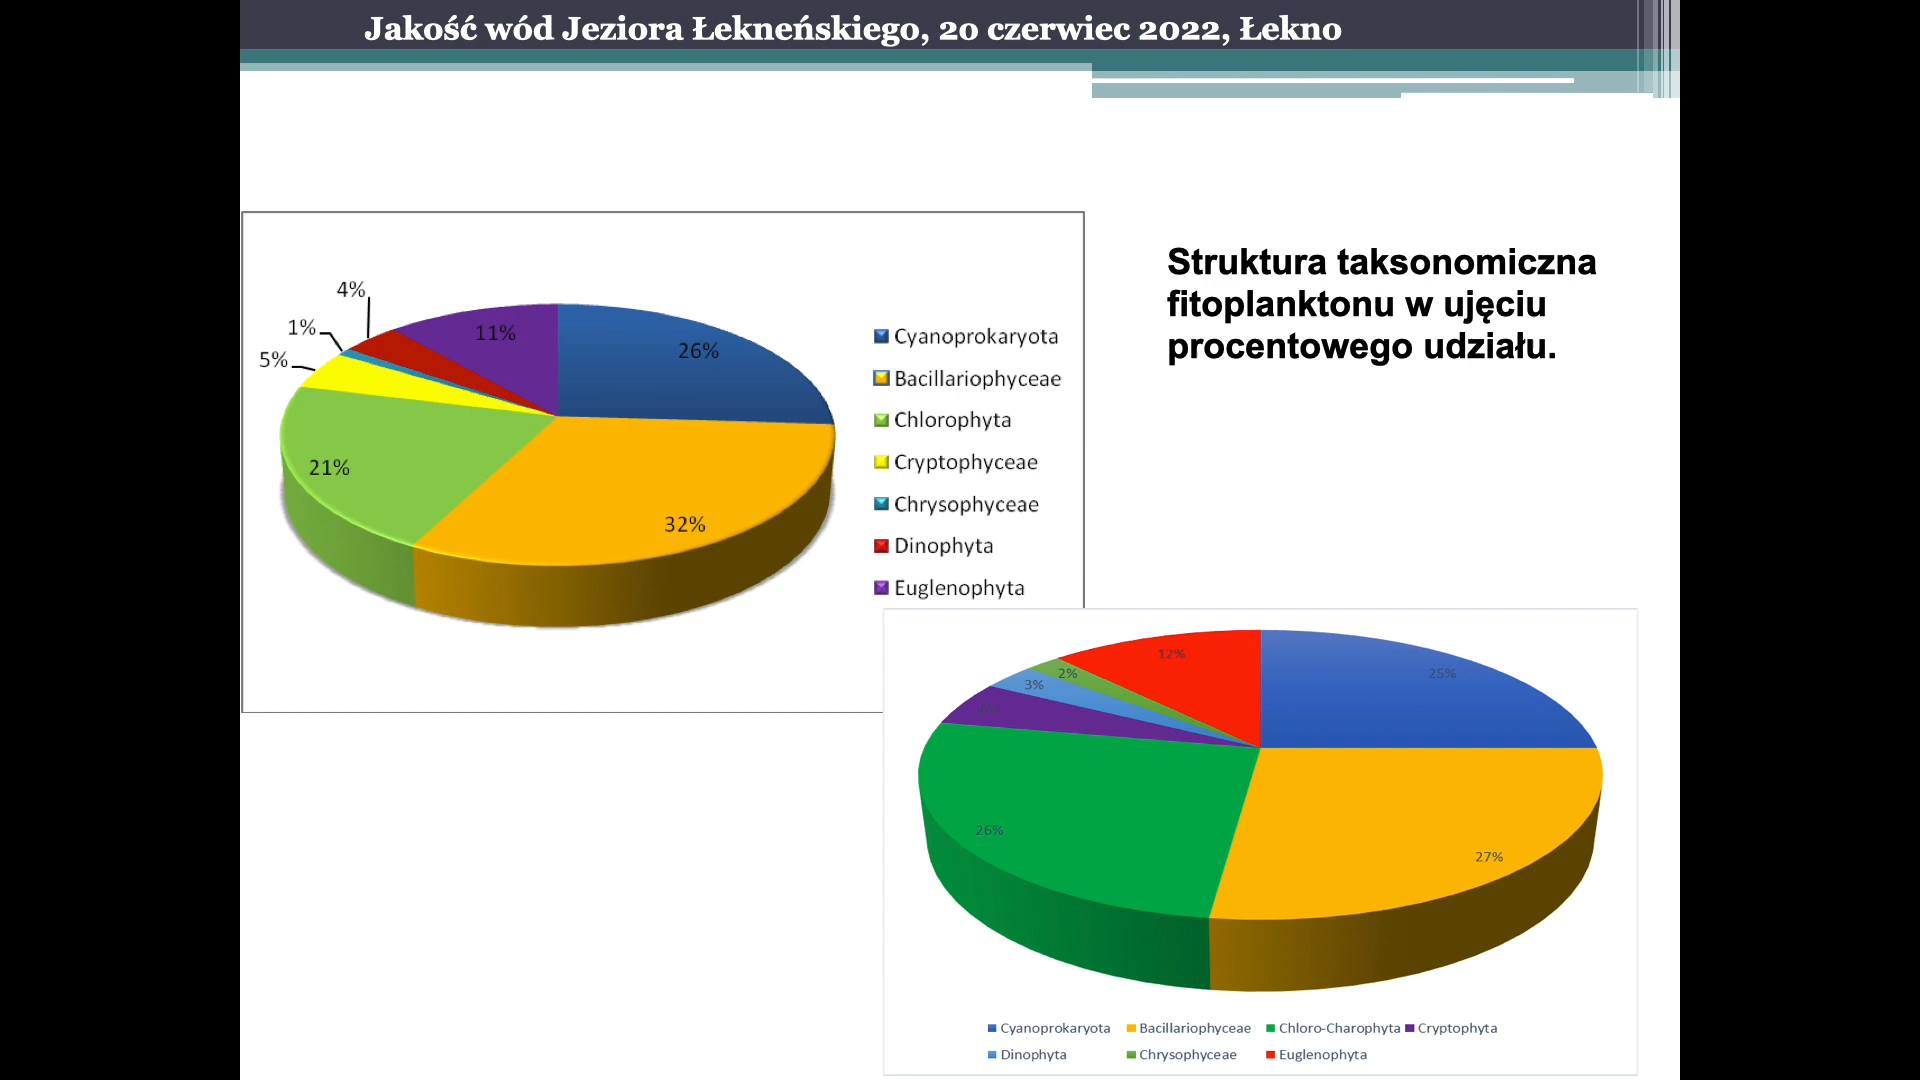 Jakość wód Jeziora Łekneńskiego, 20 czerwiec 2022, Łekno
Struktura taksonomiczna
fitoplanktonu w ujęciu
procentowego udziału.
4%
1%
5%
11%
26%
21%
32%
Cyanoprokaryota
Bacillariophyceae
Chlorophyta
Cryptophyceae
Chrysophyceae
Dinophyta
Euglenophyta
12%
2%
3%
25%
26%
27%
Cyanoprokaryota Bacillariophyceae Chloro-Charophyta Cryptophyta
Dinophyta Chrysophyceae Euglenophyta